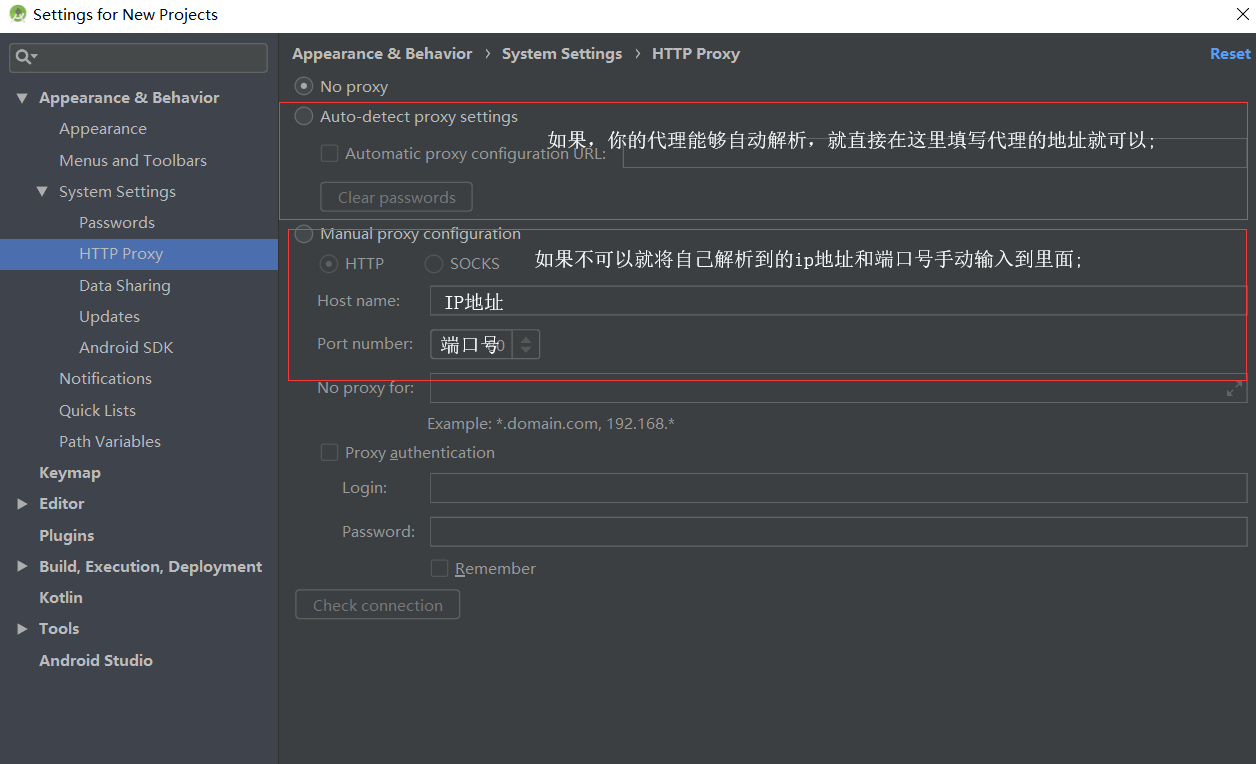 Settings for New Projects
Appearance & Behavior
Appearance
Menus and Toolbars
System Settings
Passwords
HTTP Proxy
Data Sharing
Updates
Android SDK
Notifications
Quick Lists
Path Variables
Keymap
Editor
Plugins
Build, Execution, Deployment
Kotlin
Tools
Android Studio
Appearance & Behavior › System Settings › HTTP Proxy
Reset
No proxy
Auto-detect proxy settings
如果，你的代理能够自动解析，就直接在这里填写代理的地址就可以；
Automatic proxy configuration URL:
Clear passwords
Manual proxy configuration
HTTP
SOCKS
如果不可以就将自己解析到的ip地址和端口号手动输入到里面；
Host name:
IP地址
Port number:
端口号0
No proxy for:
Example: *.domain.com, 192.168.*
Proxy authentication
Login:
Password:
Remember
Check connection